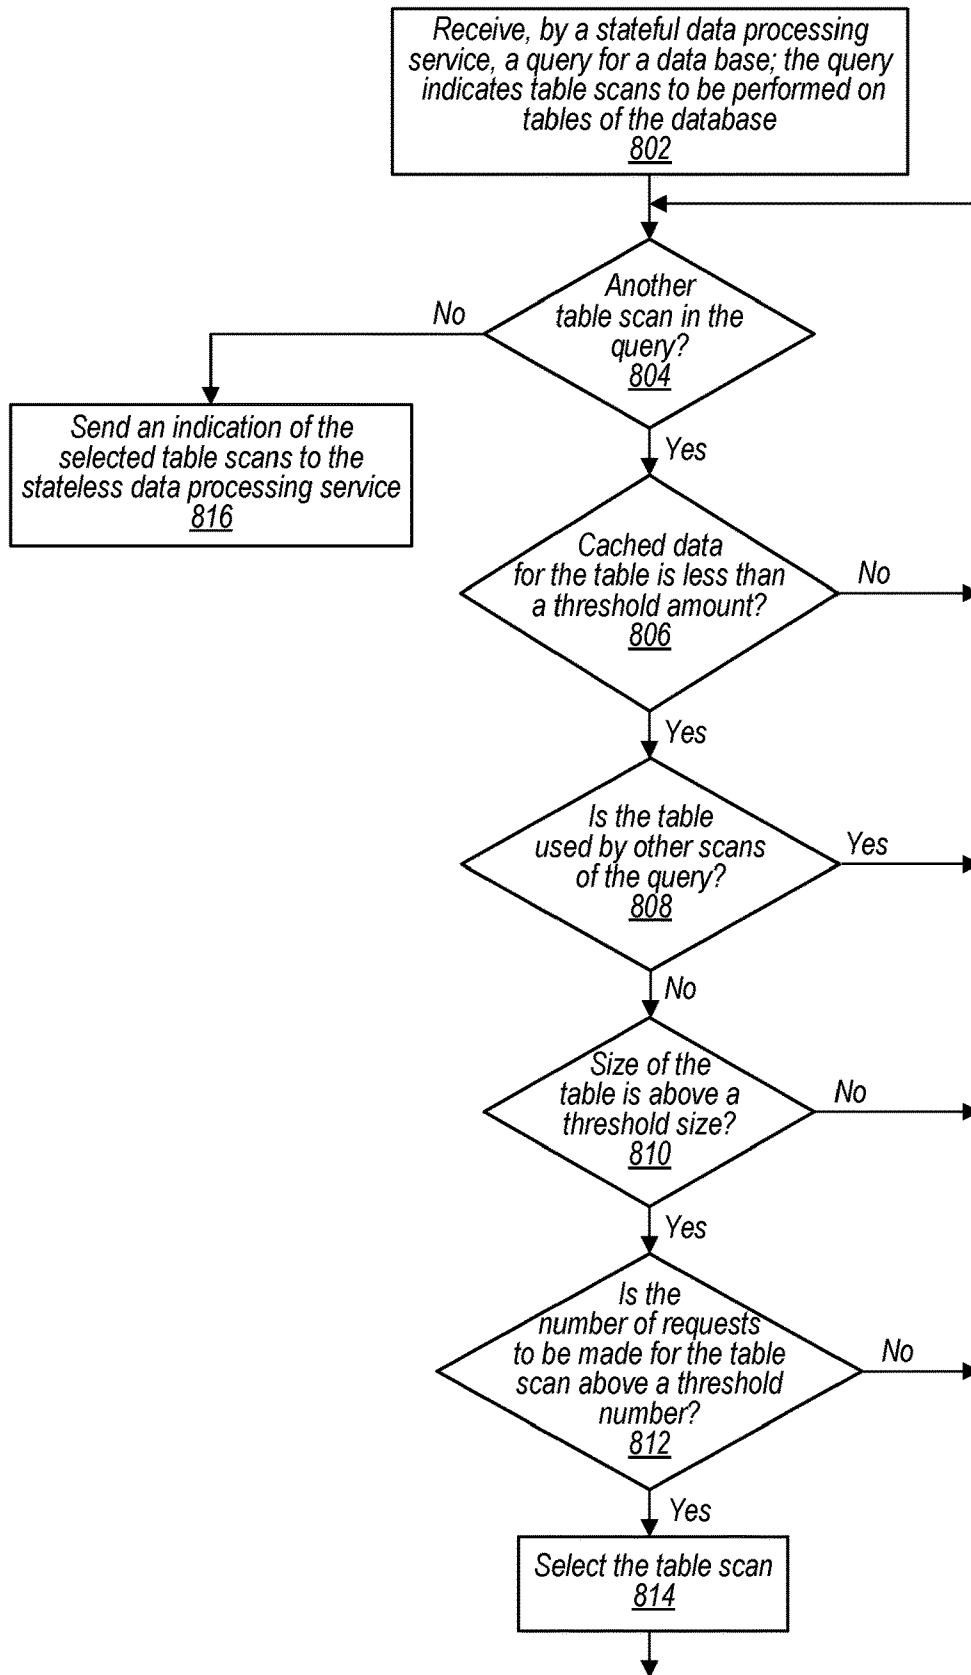 Receive, by a stateful data processing
service, a query for a data base; the query
indicates table scans to be performed on
tables of the database
802
Another
table scan in the
query?
804
No
Yes
Send an indication of the
selected table scans to the
stateless data processing service
816
Cached data
for the table is less than
a threshold amount?
806
No
Yes
Is the table
used by other scans
of the query?
808
Yes
No
Size of the
table is above a
threshold size?
810
No
Yes
Is the
number of requests
to be made for the table
scan above a threshold
number?
812
No
Yes
Select the table scan
814